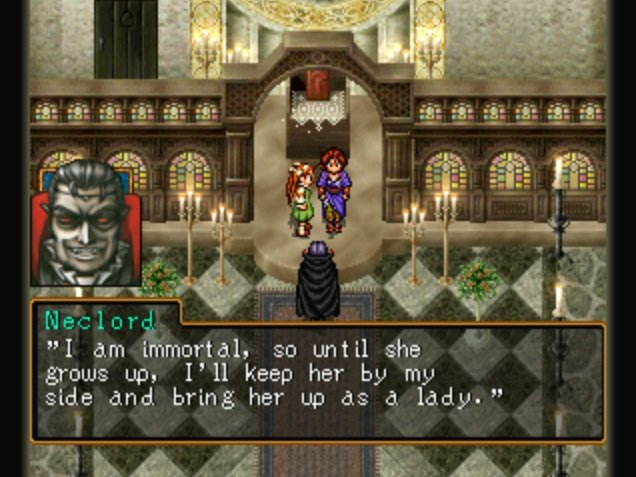 Neclord
"I am immortal, so until she
grows up, I'll keep her by my
side and bring her up as a lady."